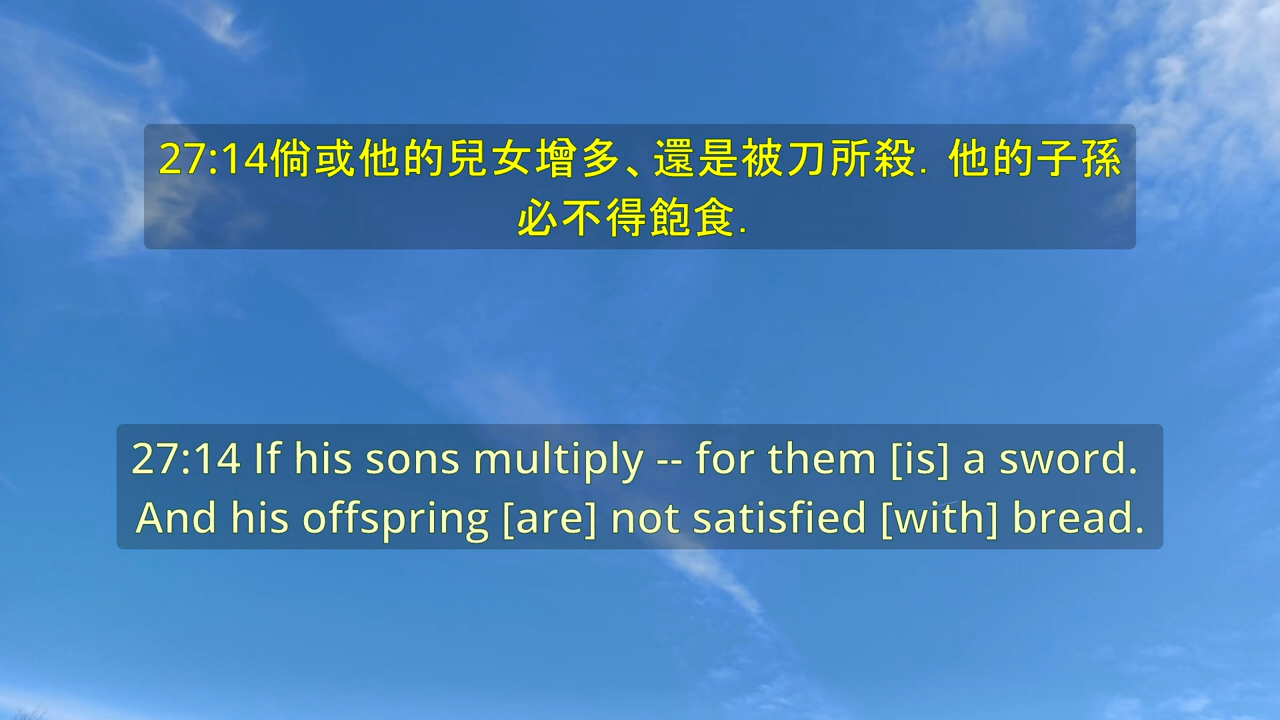 27:14倘或他的兒女增多、還是被刀所殺. 他的子孫
必不得飽食.
27:14 If his sons multiply -- for them [is] a sword.
And his offspring [are] not satisfied [with] bread.